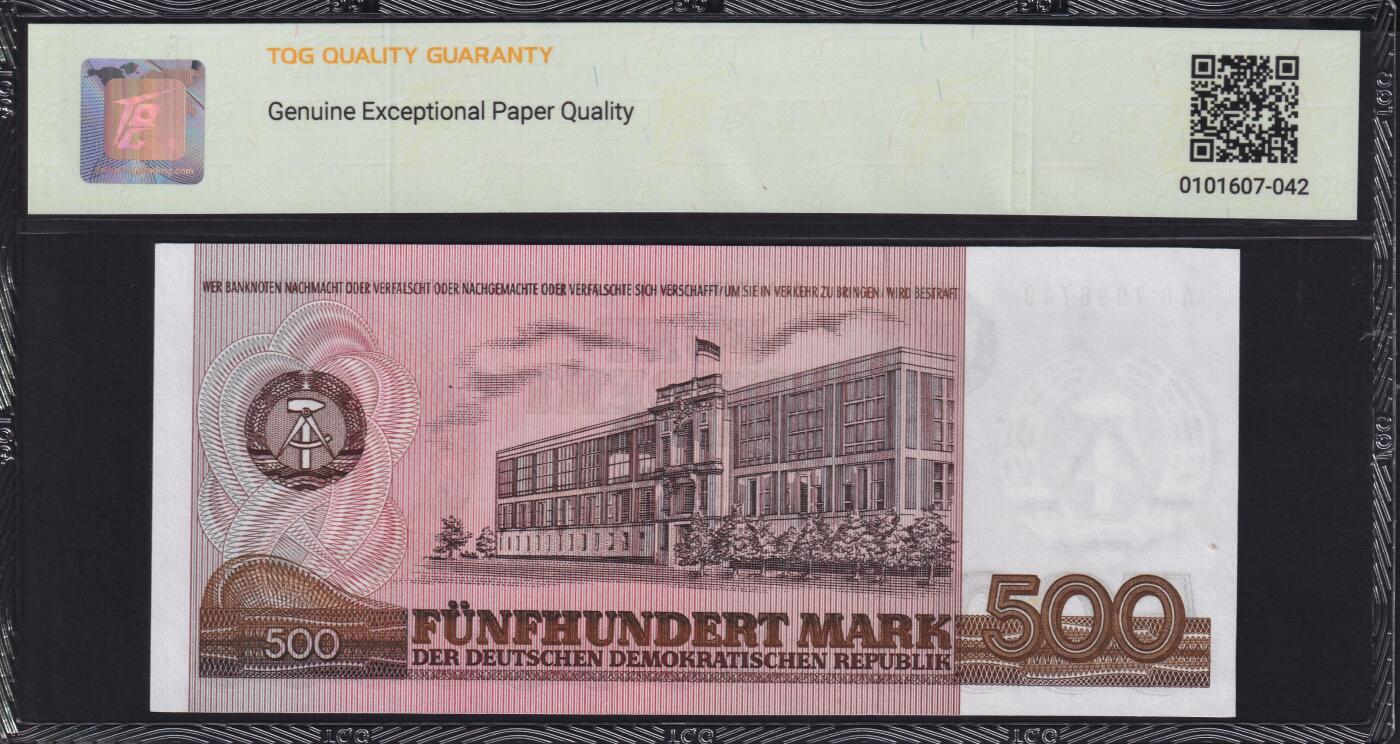 TQG QUALITY GUARANTY
Genuine Exceptional Paper Quality
0101607-042
WER BANKNOTEN NACHMACHT ODER VERFÄLSCHT ODER NACHGEMACHTE ODER VERFÄLSCHTE SICH VERSCHAFFT/UM SIE IN VERKEHR ZU BRINGEN/WIRD BESTRAFT
500
FÜNFHUNDERT MARK
DER DEUTSCHEN DEMOKRATISCHEN REPUBLIK
500